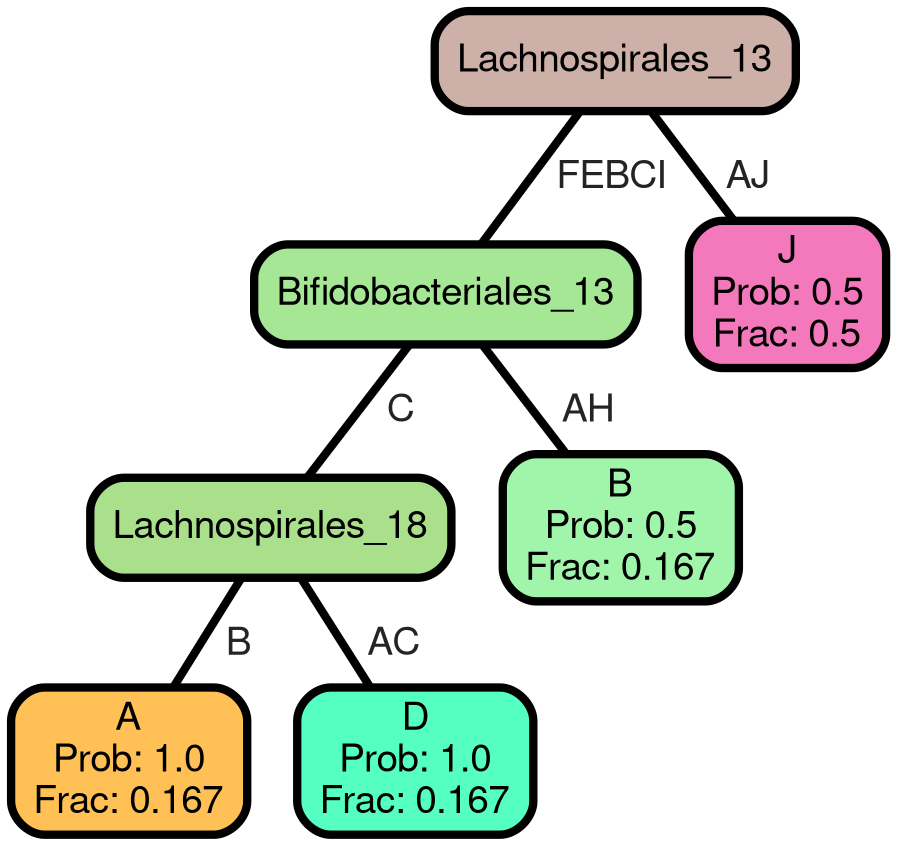 Lachnospirales_13
FEBCI
AJ
J
Prob: 0.5
Frac: 0.5
Bifidobacteriales_13
C
AH
B
Prob: 0.5
Frac: 0.167
Lachnospirales_18
B
AC
A
Prob: 1.0
Frac: 0.167
D
Prob: 1.0
Frac: 0.167